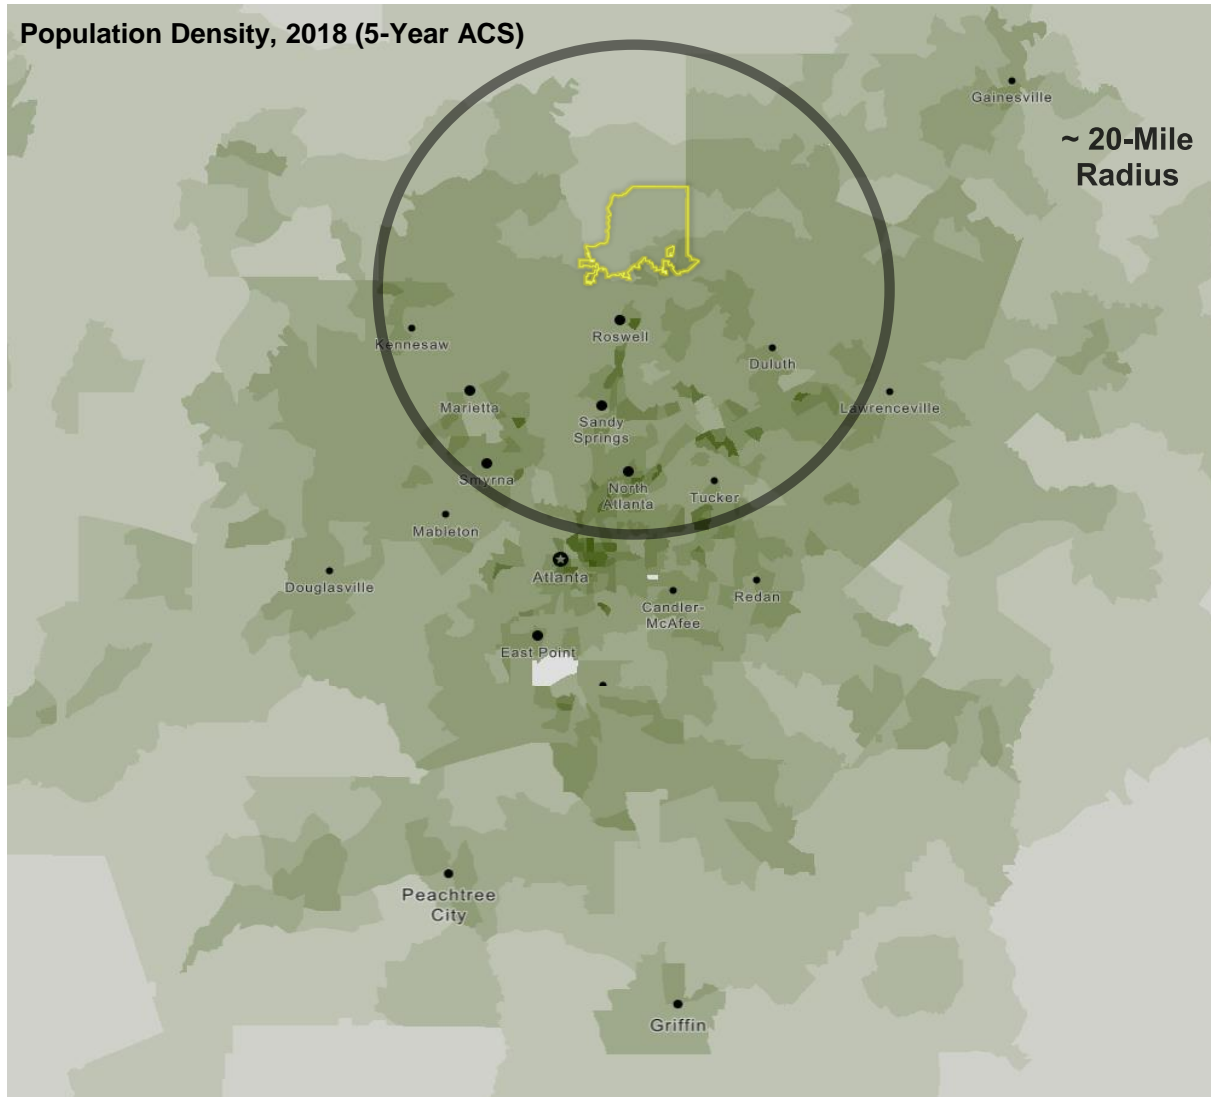 Population Density, 2018 (5-Year ACS)
Gainesville
~ 20-Mile
Radius
Roswell
Kennesaw
Duluth
Marietta
Lawrenceville
Sandy
Springs
Smyrna
North
Atlanta
Tucker
Mableton
Atlanta
Douglasville
Candler-
McAfee
Redan
East Point
Peachtree
City
Griffin